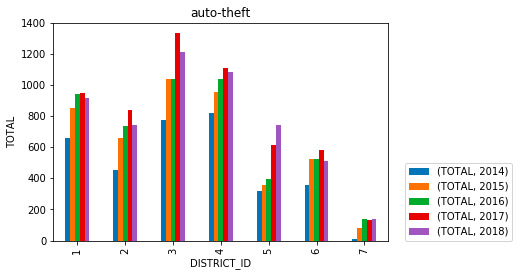 auto-theft
1400
1200
1000
800
600
400
200
0
TOTAL
1 2 3 4 5 6 7
DISTRICT_ID
(TOTAL, 2014)
(TOTAL, 2015)
(TOTAL, 2016)
(TOTAL, 2017)
(TOTAL, 2018)